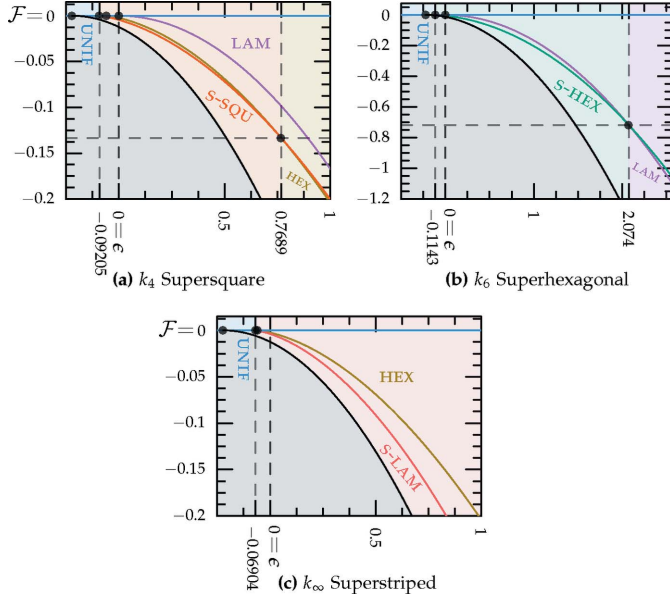 𝓕=0
−0.05
−0.1
−0.15
−0.2
UNIF
LAM
S-SQU
HEX
−0.09205
0=ϵ
0.5
0.7689
1
(a) k₄ Supersquare
0
−0.2
−0.4
−0.6
−0.8
−1
−1.2
UNIF
S-HEX
LAM
−0.1143
0=ϵ
1
2.074
(b) k₆ Superhexagonal
𝓕=0
−0.05
−0.1
−0.15
−0.2
UNIF
HEX
S-LAM
−0.06904
0=ϵ
0.5
1
(c) k∞ Superstriped